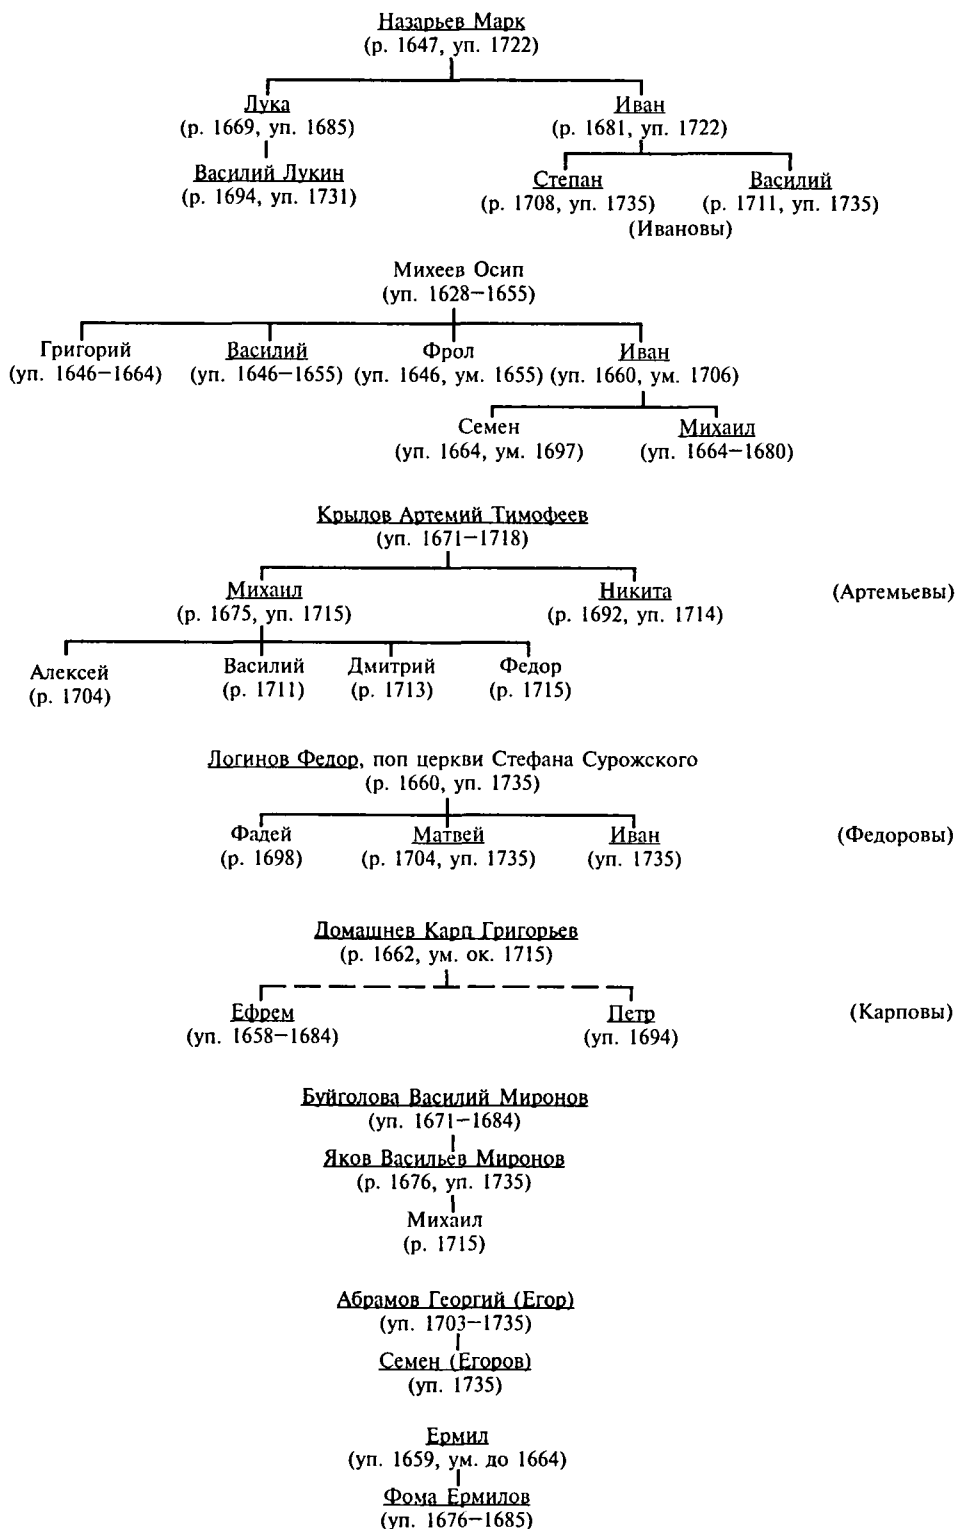 Назарьев Марк
(р. 1647, уп. 1722)
Лука Иван
(р. 1669, уп. 1685) (р. 1681, уп. 1722)
Василий Лукин Степан Василий
(р. 1694, уп. 1731) (р. 1708, уп. 1735) (р. 1711, уп. 1735)
(Ивановы)
Михеев Осип
(уп. 1628—1655)
Григорий Василий Фрол Иван
(уп. 1646—1664) (уп. 1646—1655) (уп. 1646, ум. 1655) (уп. 1660, ум. 1706)
Семен Михаил
(уп. 1664, ум. 1697) (уп. 1664—1680)
Крылов Артемий Тимофеев
(уп. 1671—1718)
Михаил Никита (Артемьевы)
(р. 1675, уп. 1715) (р. 1692, уп. 1714)
Алексей Василий Дмитрий Федор
(р. 1704) (р. 1711) (р. 1713) (р. 1715)
Логинов Федор, поп церкви Стефана Сурожского
(р. 1660, уп. 1735)
Фадей Матвей Иван (Федоровы)
(р. 1698) (р. 1704, уп. 1735) (уп. 1735)
Домашнев Карп Григорьев
(р. 1662, ум. ок. 1715)
Ефрем Петр (Карповы)
(уп. 1658—1684) (уп. 1694)
Буйголова Василий Миронов
(уп. 1671—1684)
Яков Васильев Миронов
(р. 1676, уп. 1735)
Михаил
(р. 1715)
Абрамов Георгий (Егор)
(уп. 1703—1735)
Семен (Егоров)
(уп. 1735)
Ермил
(уп. 1659, ум. до 1664)
Фома Ермилов
(уп. 1676—1685)